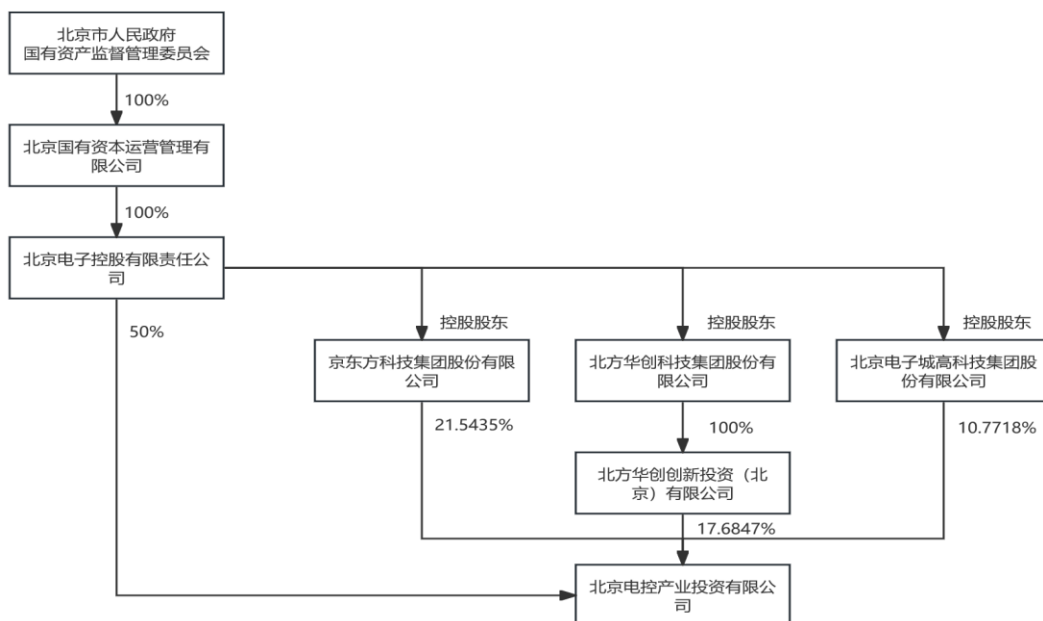 北京市人民政府
国有资产监督管理委员会
100%
北京国有资本运营管理有
限公司
100%
北京电子控股有限责任公
司
50%
控股股东
控股股东
控股股东
京东方科技集团股份有限
公司
北方华创科技集团股份有
限公司
北京电子城高科技集团股
份有限公司
21.5435%
100%
10.7718%
北方华创创新投资（北
京）有限公司
17.6847%
北京电控产业投资有限公
司